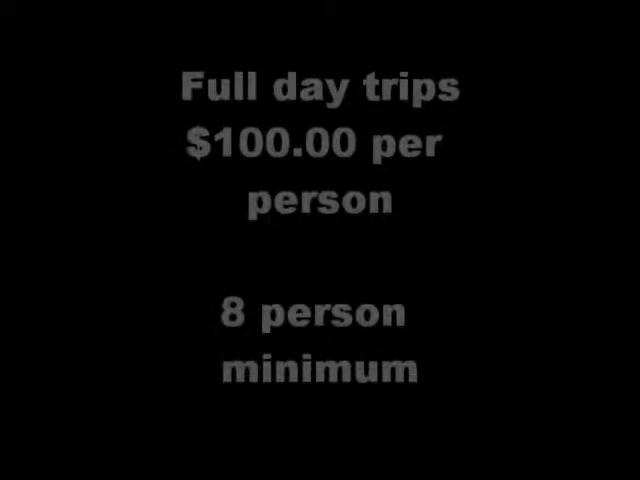 Full day trips
$100.00 per
person
8 person
minimum